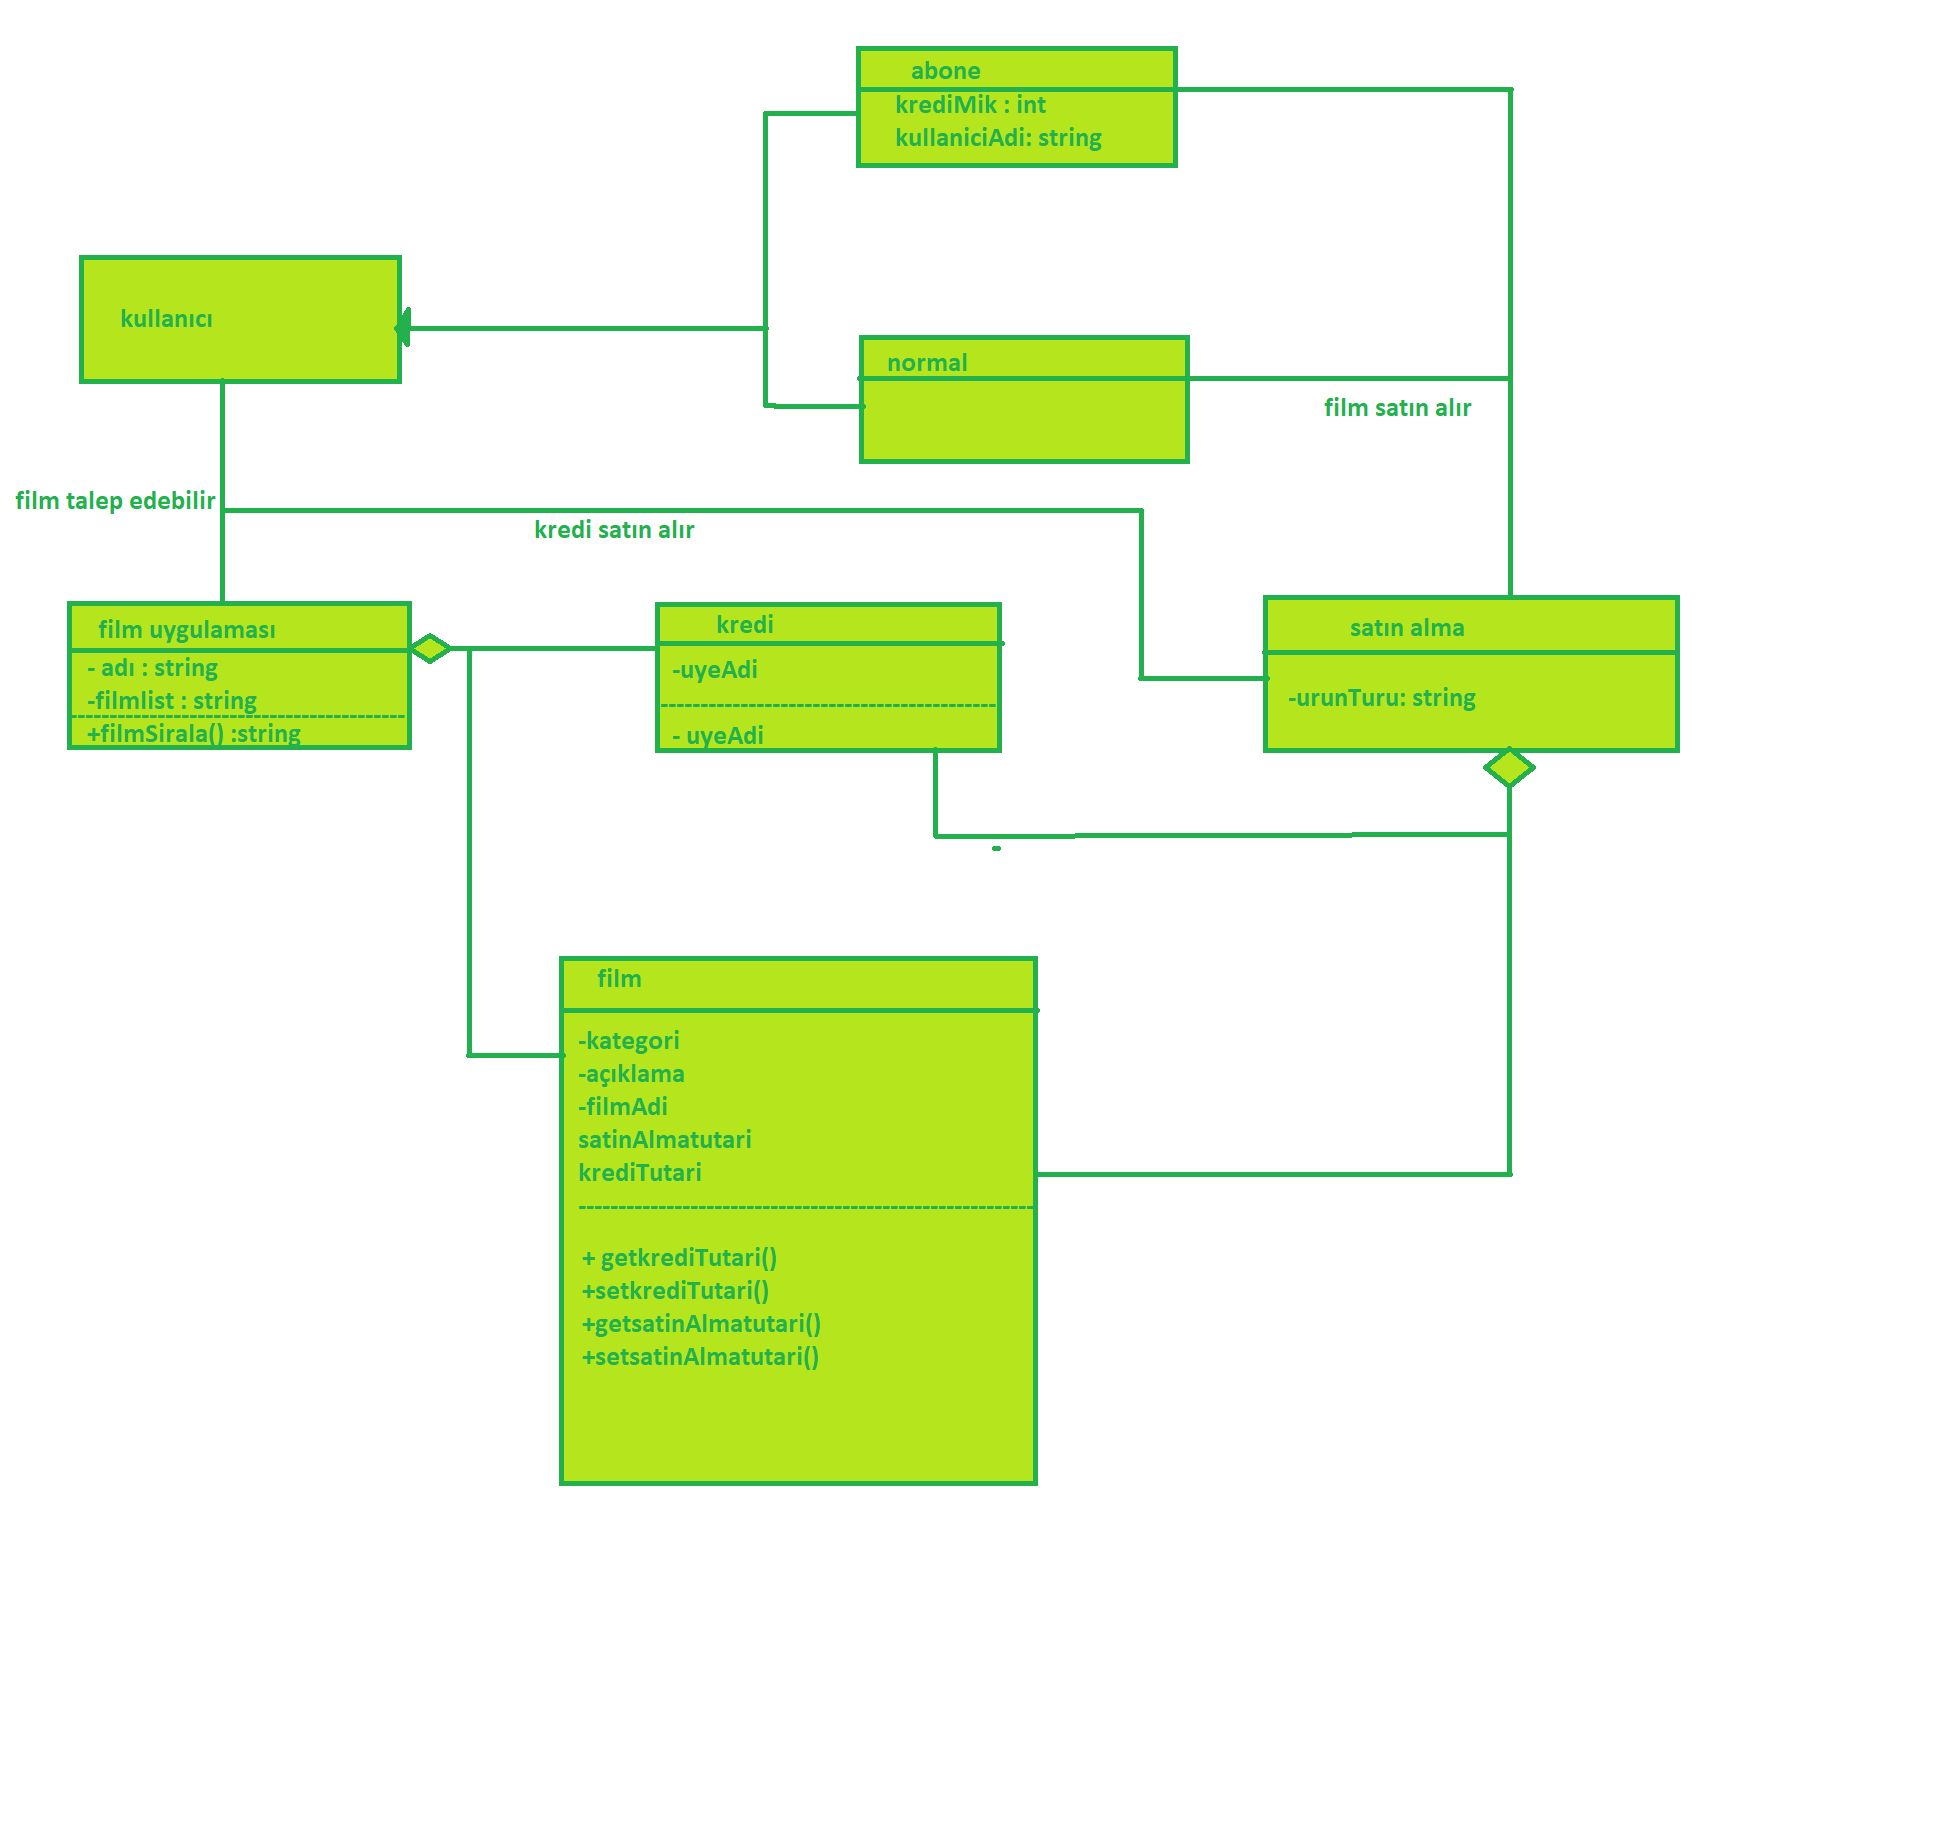 abone
krediMik : int
kullaniciAdi: string
kullanıcı
normal
film satın alır
film talep edebilir
kredi satın alır
film uygulaması
- adı : string
-filmlist : string
+filmSirala() :string
kredi
-uyeAdi
- uyeAdi
satın alma
-urunTuru: string
film
-kategori
-açıklama
-filmAdi
satinAlmatutari
krediTutari
+ getkrediTutari()
+setkrediTutari()
+getsatinAlmatutari()
+setsatinAlmatutari()